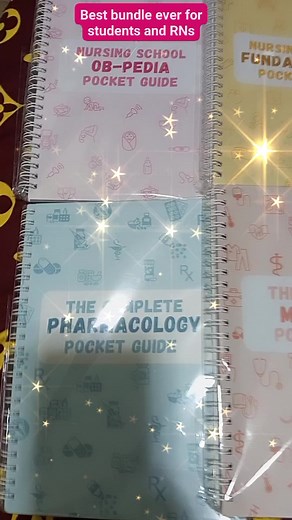 Best bundle ever for
students and RNs
NURSING SCHOOL
OB-PEDIA
POCKET GUIDE
THE COMPLETE
PHARMACOLOGY
POCKET GUIDE